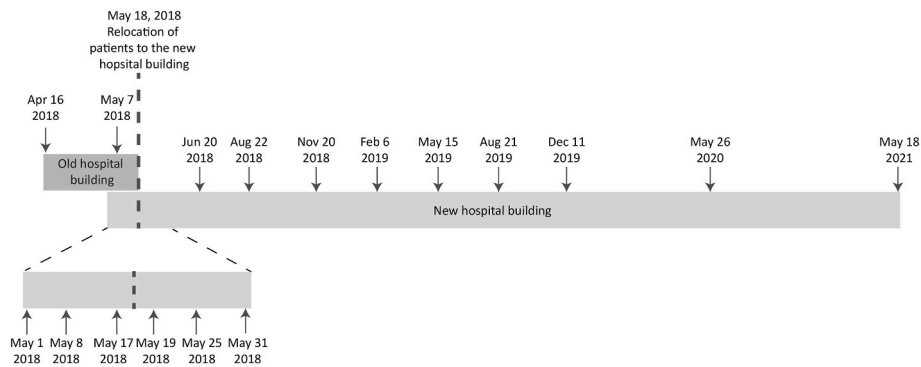 May 18, 2018
Relocation of
patients to the new
hopsital building
Apr 16
2018
May 7
2018
Old hospital
building
Jun 20
2018
Aug 22
2018
Nov 20
2018
Feb 6
2019
May 15
2019
Aug 21
2019
Dec 11
2019
May 26
2020
May 18
2021
New hospital building
May 1
2018
May 8
2018
May 17
2018
May 19
2018
May 25
2018
May 31
2018